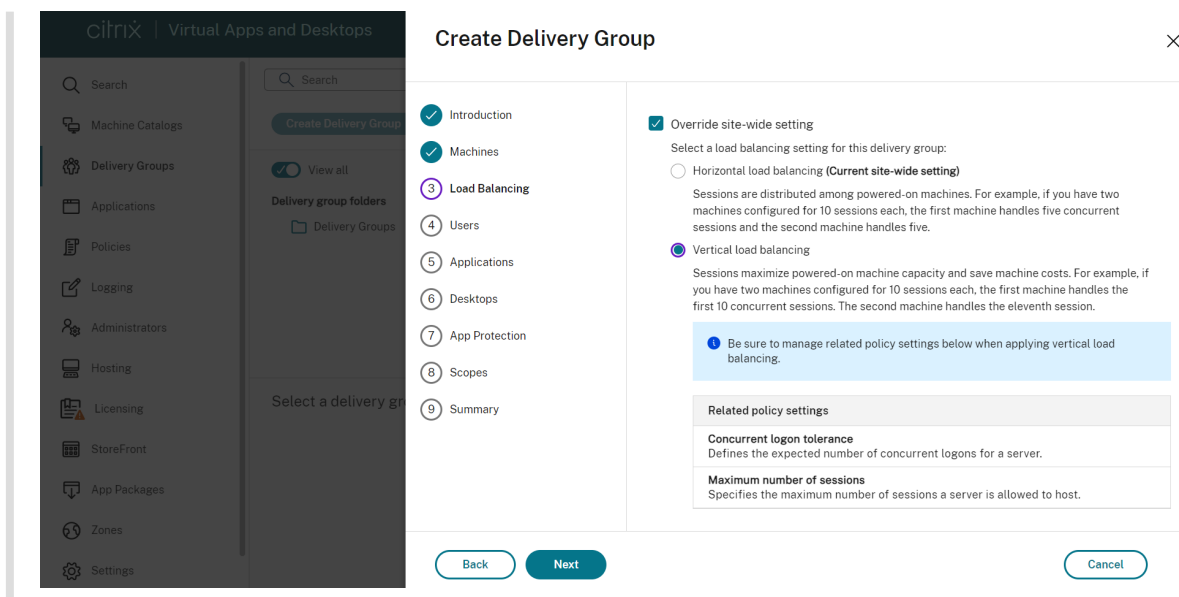 citrix | Virtual Apps and Desktops
Search
Machine Catalogs
Delivery Groups
Applications
Policies
Logging
Administrators
Hosting
Licensing
StoreFront
App Packages
Zones
Settings
Search
Create Delivery Group
View all
Delivery group folders
Delivery Groups
Select a delivery gr
Create Delivery Group
Introduction
Machines
3 Load Balancing
4 Users
5 Applications
6 Desktops
7 App Protection
8 Scopes
9 Summary
Override site-wide setting
Select a load balancing setting for this delivery group:
Horizontal load balancing (Current site-wide setting)
Sessions are distributed among powered-on machines. For example, if you have two
machines configured for 10 sessions each, the first machine handles five concurrent
sessions and the second machine handles five.
Vertical load balancing
Sessions maximize powered-on machine capacity and save machine costs. For example, if
you have two machines configured for 10 sessions each, the first machine handles the
first 10 concurrent sessions. The second machine handles the eleventh session.
Be sure to manage related policy settings below when applying vertical load
balancing.
Related policy settings
Concurrent logon tolerance
Defines the expected number of concurrent logons for a server.
Maximum number of sessions
Specifies the maximum number of sessions a server is allowed to host.
Back
Next
Cancel